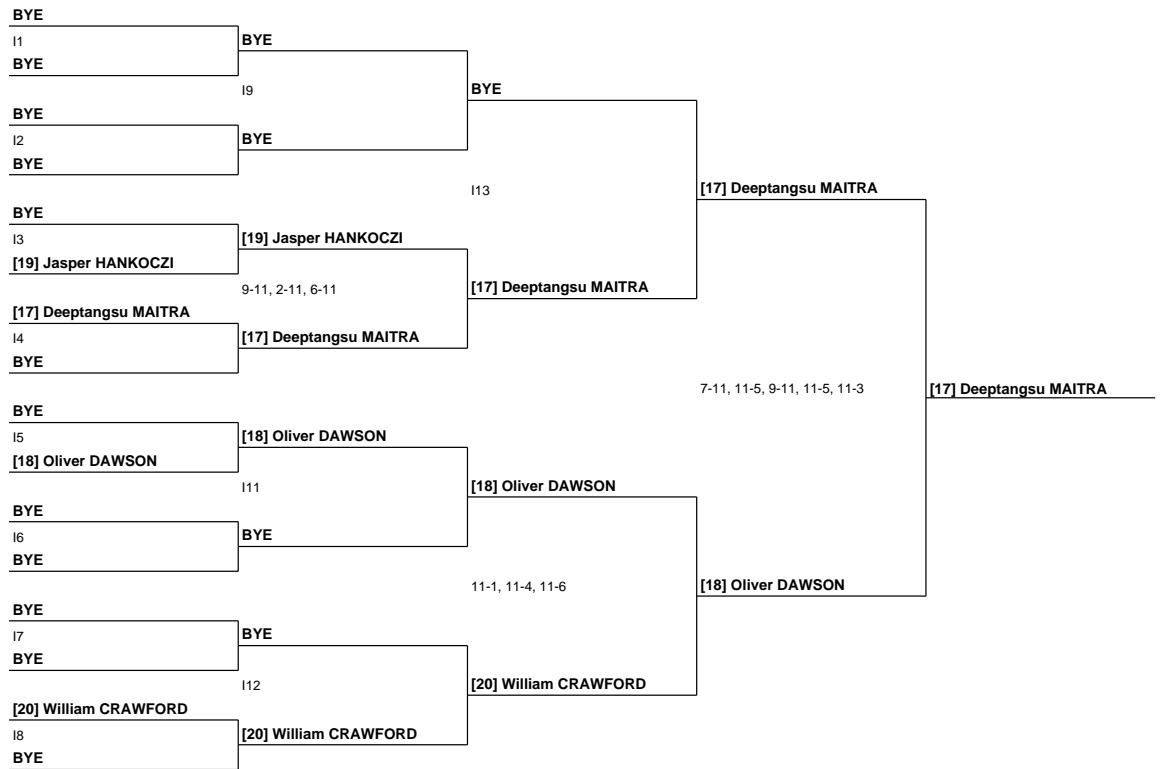 BYE
I1
BYE
BYE
I9
BYE
BYE
I2
BYE
BYE
I13
[17] Deeptangsu MAITRA
BYE
I3
[19] Jasper HANKOCZI
[19] Jasper HANKOCZI
9-11, 2-11, 6-11
[17] Deeptangsu MAITRA
[17] Deeptangsu MAITRA
I4
[17] Deeptangsu MAITRA
BYE
7-11, 11-5, 9-11, 11-5, 11-3
[17] Deeptangsu MAITRA
BYE
I5
[18] Oliver DAWSON
[18] Oliver DAWSON
I11
[18] Oliver DAWSON
BYE
I6
BYE
BYE
11-1, 11-4, 11-6
[18] Oliver DAWSON
BYE
I7
BYE
BYE
I12
[20] William CRAWFORD
[20] William CRAWFORD
I8
[20] William CRAWFORD
BYE